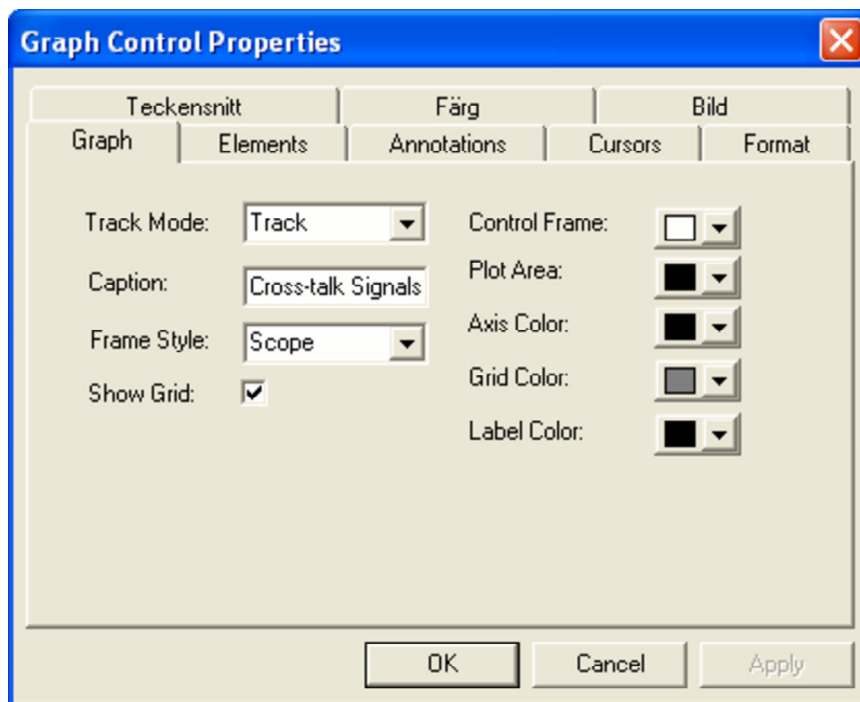 Graph Control Properties
Teckensnitt Färg Bild
Graph Elements Annotations Cursors Format
Track Mode: Track Control Frame:
Plot Area:
Caption: Cross-talk Signals
Axis Color:
Frame Style: Scope
Grid Color:
Show Grid:
Label Color:
OK Cancel Apply